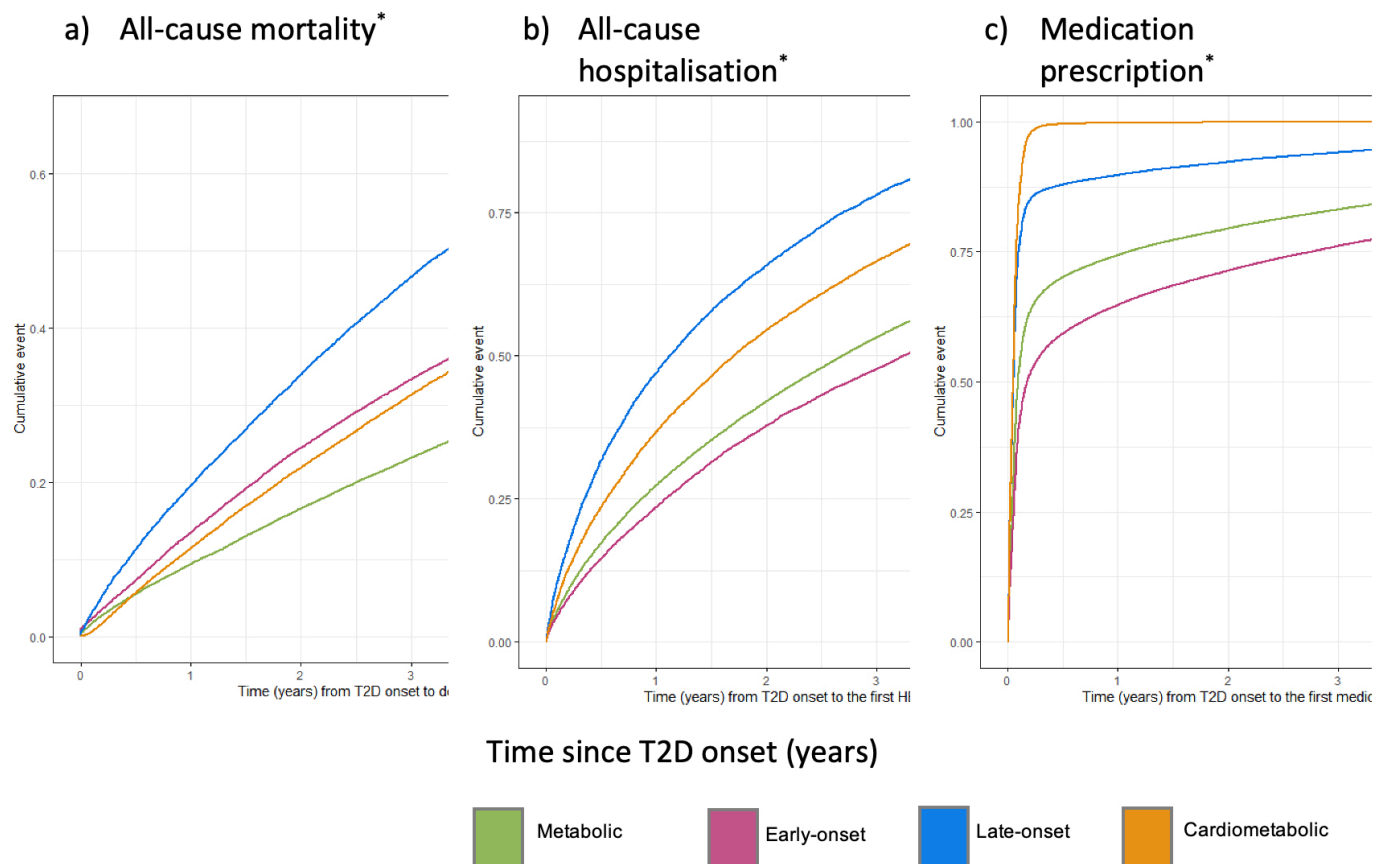 a) All-cause mortality*
b) All-cause
hospitalisation*
c) Medication
prescription*
Cumulative event
0.6
0.4
0.2
0.0
0 1 2 3
Time (years) from T2D onset to de
Cumulative event
0.75
0.50
0.25
0.00
0 1 2 3
Time (years) from T2D onset to the first HI
Cumulative event
1.00
0.75
0.50
0.25
0.00
0 1 2 3
Time (years) from T2D onset to the first medic
Time since T2D onset (years)
Metabolic
Early-onset
Late-onset
Cardiometabolic